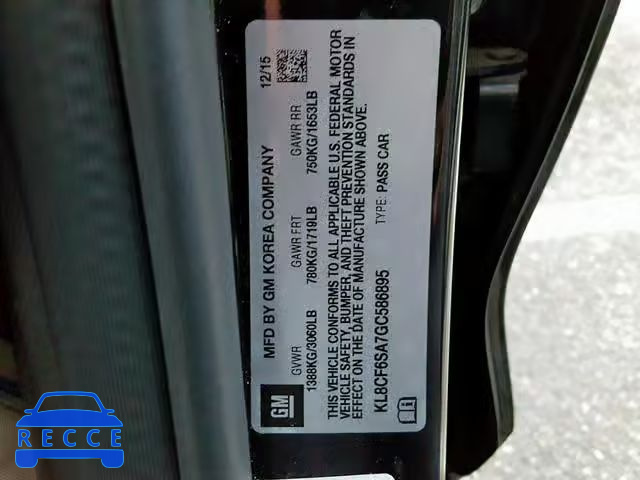 MFD BY GM KOREA COMPANY 12/15
GVWR GAWR FRT GAWR RR
1388KG/3060LB 780KG/1719LB 750KG/1653LB
THIS VEHICLE CONFORMS TO ALL APPLICABLE U.S. FEDERAL MOTOR
VEHICLE SAFETY, BUMPER, AND THEFT PREVENTION STANDARDS IN
EFFECT ON THE DATE OF MANUFACTURE SHOWN ABOVE.
KL8CF6SA7GC586895 TYPE: PASS CAR
GM
RECCE